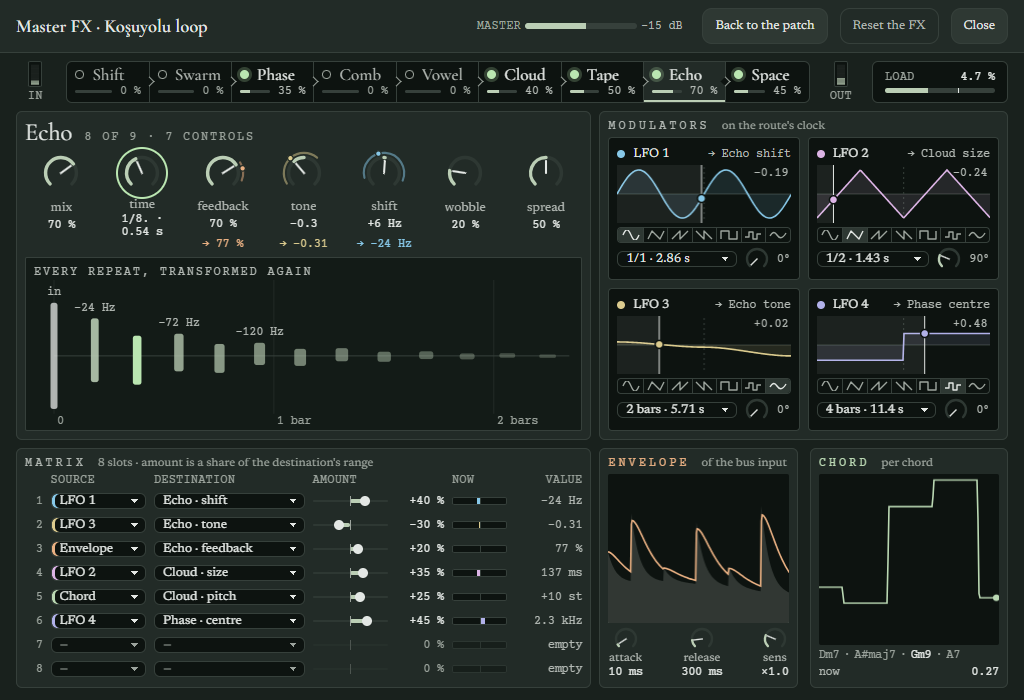 Master FX · Koşuyolu loop
MASTER −15 dB Back to the patch Reset the FX Close
IN Shift 0 % Swarm 0 % Phase 35 % Comb 0 % Vowel 0 % Cloud 40 % Tape 50 % Echo 70 % Space 45 % OUT LOAD 4.7 %
Echo 8 OF 9 · 7 CONTROLS
mix time feedback tone shift wobble spread
70 % 1/8. · 0.54 s 70 % −0.3 +6 Hz 20 % 50 %
→ 77 % → −0.31 → −24 Hz
EVERY REPEAT, TRANSFORMED AGAIN
in
−24 Hz −72 Hz −120 Hz
0 1 bar 2 bars
MODULATORS on the route's clock
LFO 1 → Echo shift
−0.19
1/1 · 2.86 s 0°
LFO 2 → Cloud size
−0.24
1/2 · 1.43 s 90°
LFO 3 → Echo tone
+0.02
2 bars · 5.71 s 0°
LFO 4 → Phase centre
+0.48
4 bars · 11.4 s 0°
MATRIX 8 slots · amount is a share of the destination's range
SOURCE DESTINATION AMOUNT NOW VALUE
1 LFO 1 Echo · shift +40 % −24 Hz
2 LFO 3 Echo · tone −30 % −0.31
3 Envelope Echo · feedback +20 % 77 %
4 LFO 2 Cloud · size +35 % 137 ms
5 Chord Cloud · pitch +25 % +10 st
6 LFO 4 Phase · centre +45 % 2.3 kHz
7 — — 0 % empty
8 — — 0 % empty
ENVELOPE of the bus input
attack release sens
10 ms 300 ms ×1.0
CHORD per chord
Dm7 · A#maj7 · Gm9 · A7
now 0.27